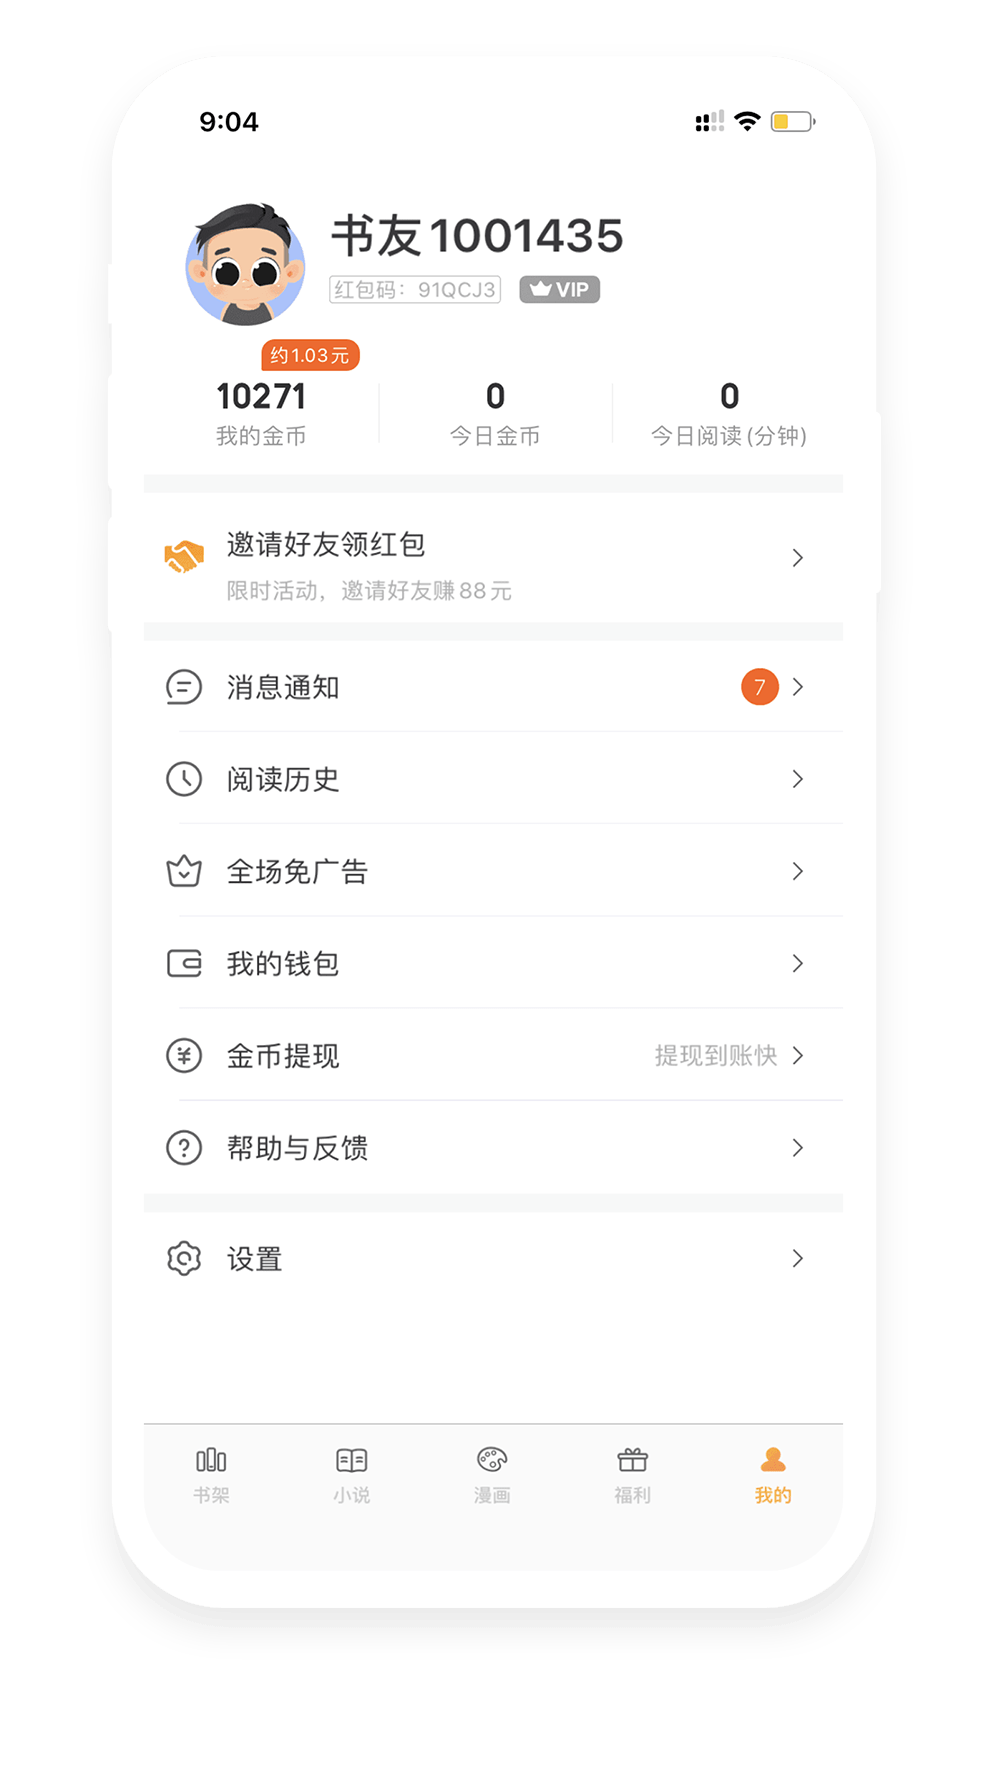 9:04
书友1001435
红包码：91QCJ3
VIP
约1.03元
10271
0
0
我的金币
今日金币
今日阅读(分钟)
邀请好友领红包
限时活动，邀请好友赚88元
消息通知
7
阅读历史
全场免广告
我的钱包
金币提现
提现到账快
帮助与反馈
设置
书架
小说
漫画
福利
我的